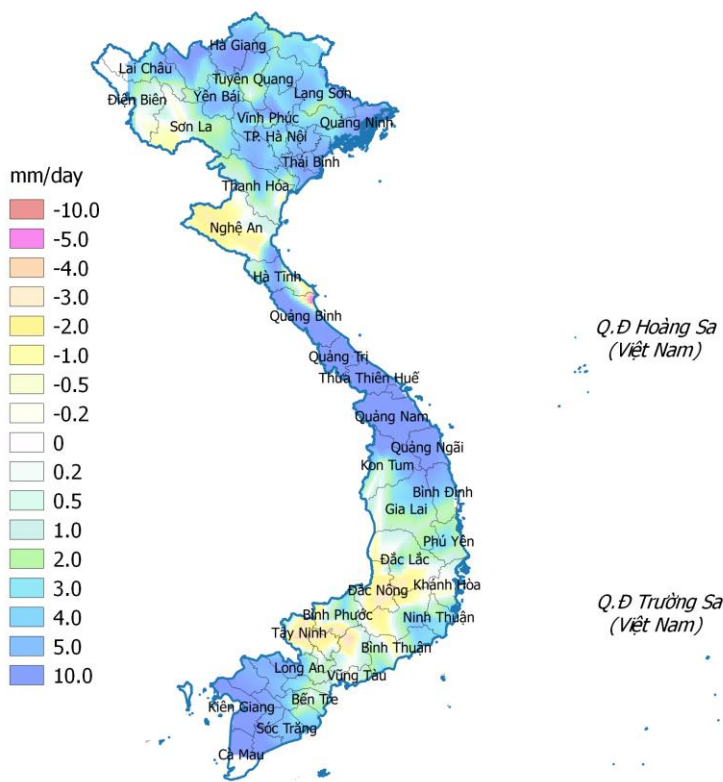 Hà Giang
Lai Châu
Tuyên Quang
Điện Biên
Yên Bái
Lạng Sơn
Vĩnh Phúc
Quảng Ninh
Sơn La
TP. Hà Nội
Thái Bình
Thanh Hóa
Nghệ An
Hà Tĩnh
Quảng Bình
Quảng Trị
Thừa Thiên Huế
Quảng Nam
Quảng Ngãi
Kon Tum
Bình Định
Gia Lai
Phú Yên
Đắc Lắc
Đắc Nông
Khánh Hòa
Bình Phước
Ninh Thuận
Tây Ninh
Bình Thuận
Long An
Vũng Tàu
Bến Tre
Kiên Giang
Sóc Trăng
Cà Mau
mm/day
-10.0
-5.0
-4.0
-3.0
-2.0
-1.0
-0.5
-0.2
0
0.2
0.5
1.0
2.0
3.0
4.0
5.0
10.0
Q.Đ Hoàng Sa
(Việt Nam)
Q.Đ Trường Sa
(Việt Nam)